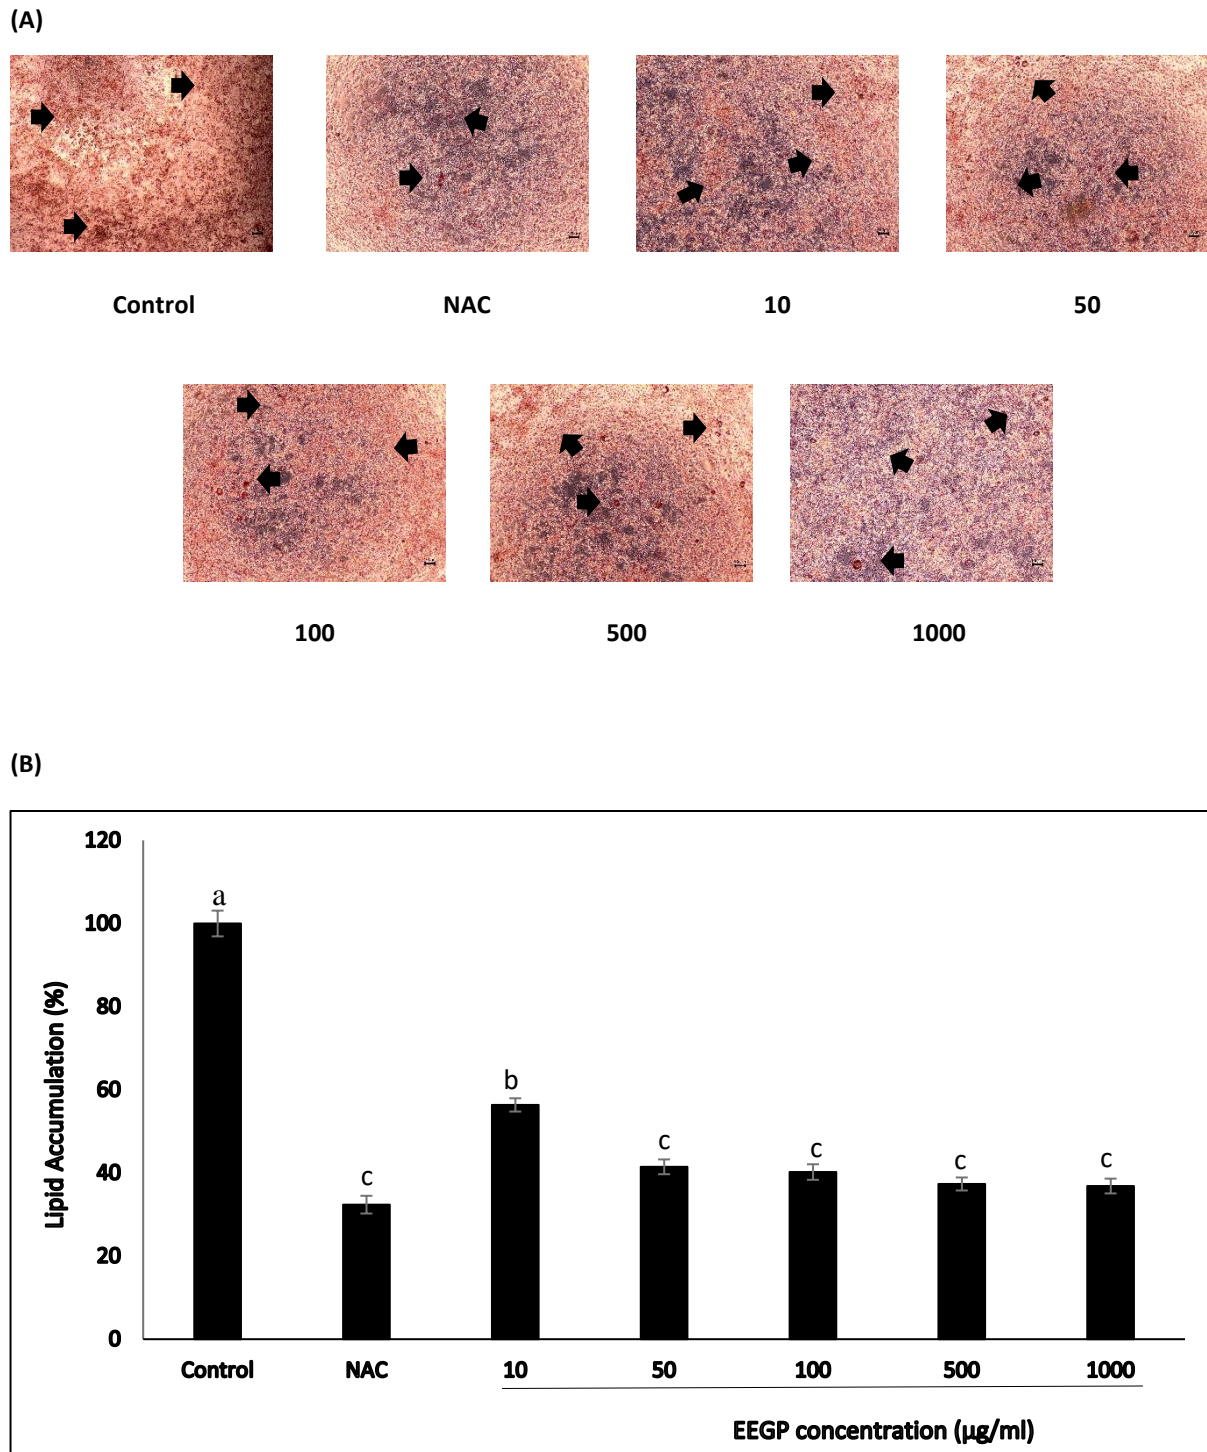 (A)
Control NAC 10 50
100 500 1000
(B)
120
100
80
60
40
20
0
Lipid Accumulation (%)
a
c
b
c
c
c
c
Control NAC 10 50 100 500 1000
EEGP concentration (µg/ml)